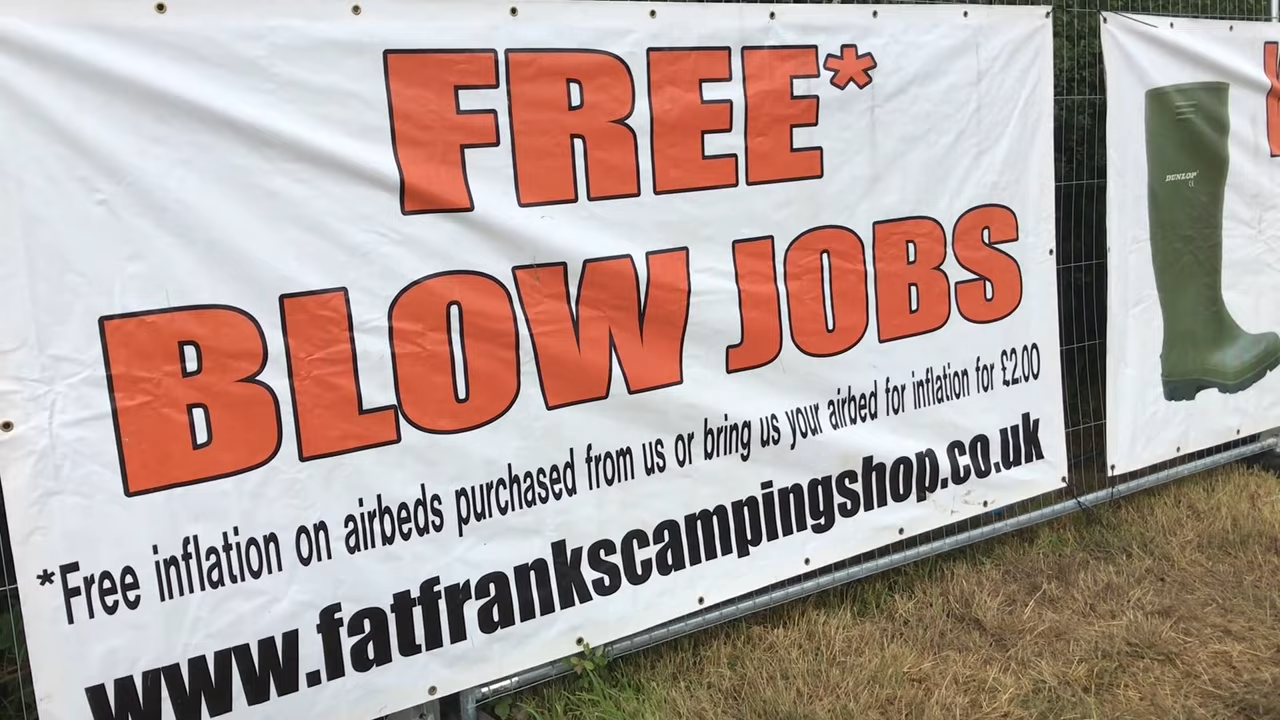 FREE*
BLOW JOBS
*Free inflation on airbeds purchased from us or bring us your airbed for inflation for £2.00
www.fatfrankscampingshop.co.uk
DUNLOP
CE